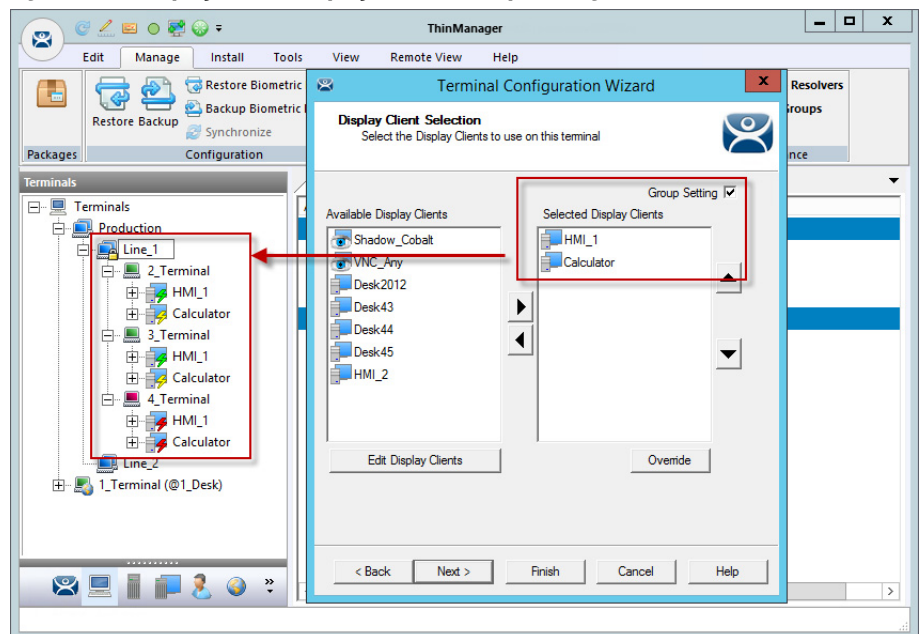 ThinManager
X
Edit Manage Install Tools View Remote View Help
Restore Backup
Restore Biometric
Backup Biometric
Synchronize
Resolvers
Packages
Configuration
Terminals
Terminals
Production
Line_1
2_Terminal
HMI_1
Calculator
3_Terminal
HMI_1
Calculator
4_Terminal
HMI_1
Calculator
Line_2
1_Terminal (@1_Desk)
Terminal Configuration Wizard
X
Display Client Selection
Select the Display Clients to use on this terminal
Group Setting
Available Display Clients
Selected Display Clients
Shadow_Cobalt
VNC_Any
Desk2012
Desk43
Desk44
Desk45
HMI_2
HMI_1
Calculator
Edit Display Clients
Override
< Back
Next >
Finish
Cancel
Help